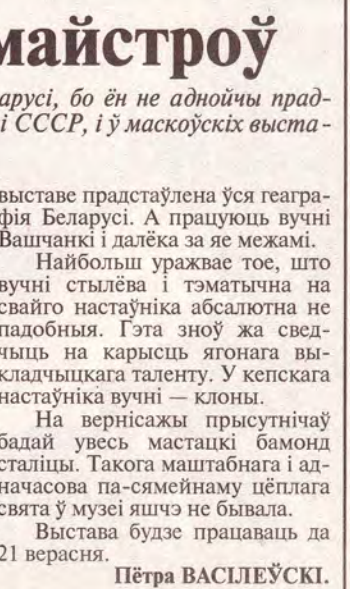 майстроў
арусі, бо ён не аднойчы прад-
і СССР, і ў маскоўскіх выста-
выставе прадстаўлена ўся геагра-
фія Беларусі. А працуюць вучні
Вашчанкі і далёка за яе межамі.
Найбольш уражвае тое, што
вучні стылёва і тэматычна на
свайго настаўніка абсалютна не
падобныя. Гэта зноў жа свед-
чыць на карысць ягонага вы-
кладчыцкага таленту. У кепскага
настаўніка вучні — клоны.
На вернісажы прысутнічаў
бадай увесь мастацкі бамонд
сталіцы. Такога маштабнага і ад-
начасова па-сямейнаму цёплага
свята ў музеі яшчэ не бывала.
Выстава будзе працаваць да
21 верасня.
Пётра ВАСІЛЕЎСКІ.